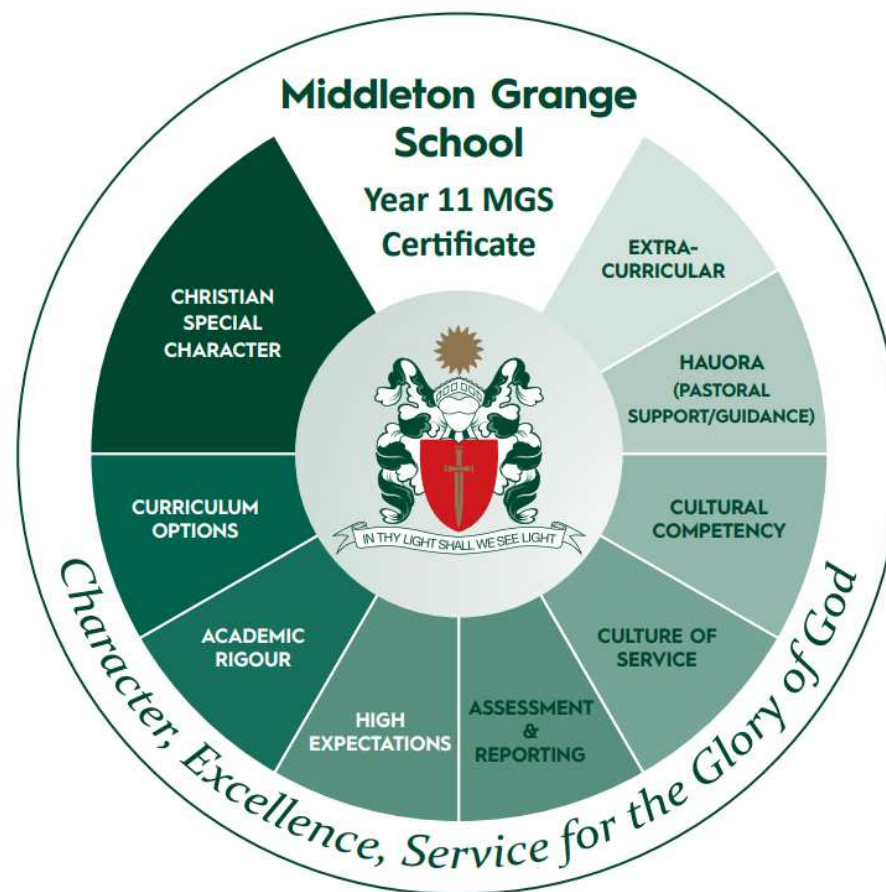 Middleton Grange
School
Year 11 MGS
Certificate
CHRISTIAN
SPECIAL
CHARACTER
CURRICULUM
OPTIONS
ACADEMIC
RIGOUR
HIGH
EXPECTATIONS
ASSESSMENT
&
REPORTING
CULTURE OF
SERVICE
CULTURAL
COMPETENCY
HAUORA
(PASTORAL
SUPPORT/GUIDANCE)
EXTRA-
CURRICULAR
IN THY LIGHT SHALL WE SEE LIGHT
Character, Excellence, Service for the Glory of God